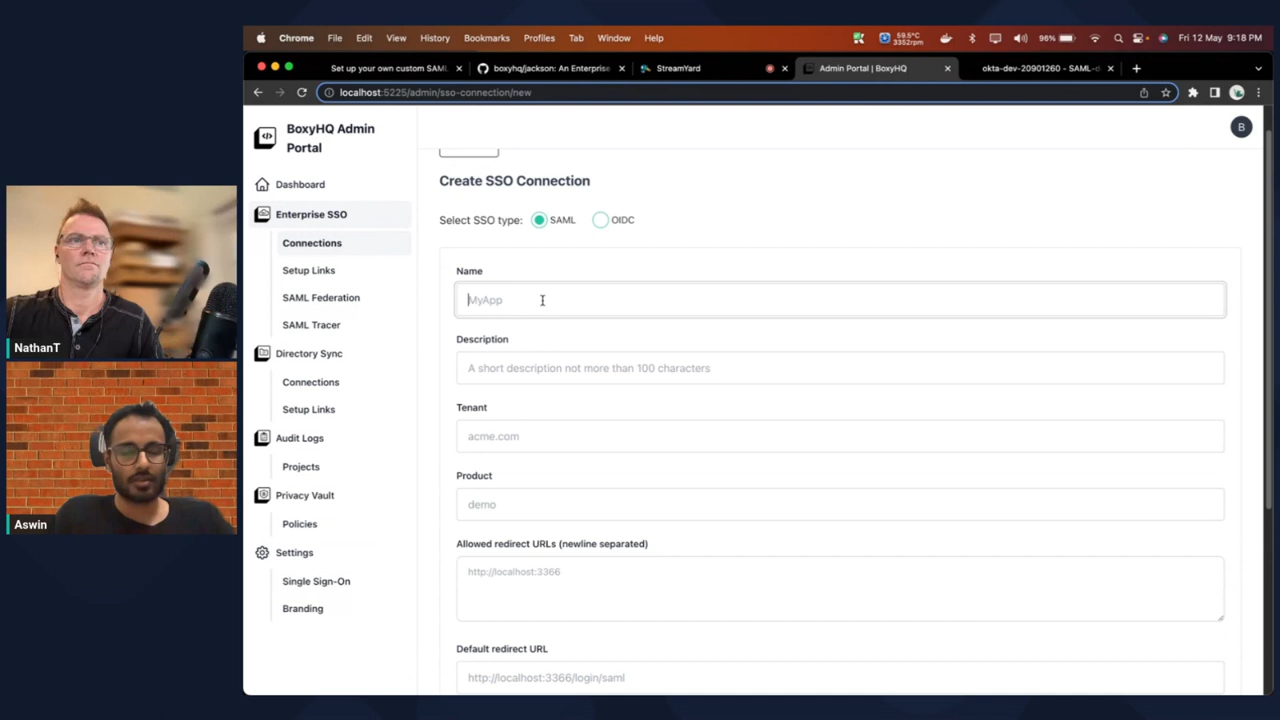 Chrome File Edit View History Bookmarks Profiles Tab Window Help 59.5°C 3352rpm 96% Fri 12 May 9:18 PM
Set up your own custom SAML boxyhq/jackson: An Enterprise StreamYard Admin Portal | BoxyHQ okta-dev-20901260 - SAML-c
localhost:5225/admin/sso-connection/new
BoxyHQ Admin
Portal
B
Dashboard
Enterprise SSO
Connections
Setup Links
SAML Federation
SAML Tracer
Directory Sync
Connections
Setup Links
Audit Logs
Projects
Privacy Vault
Policies
Settings
Single Sign-On
Branding
Create SSO Connection
Select SSO type: SAML OIDC
Name
MyApp
Description
A short description not more than 100 characters
Tenant
acme.com
Product
demo
Allowed redirect URLs (newline separated)
http://localhost:3366
Default redirect URL
http://localhost:3366/login/saml
NathanT
Aswin